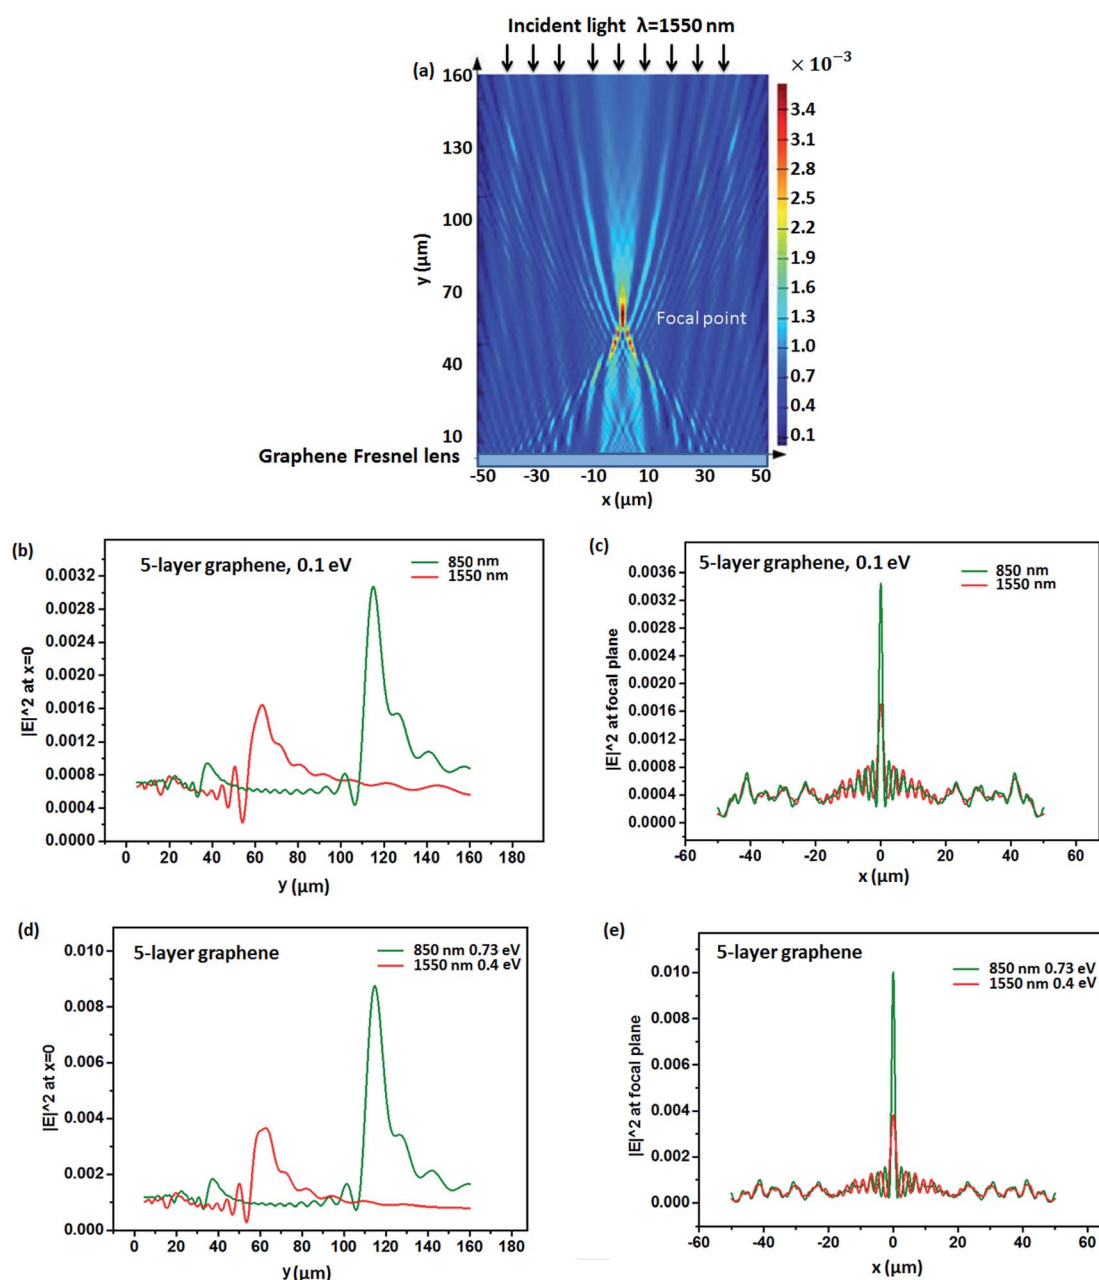 Incident light λ=1550 nm
(a)
160
130
100
70
40
10
y (μm)
× 10⁻³
3.4
3.1
2.8
2.5
2.2
1.9
1.6
1.3
1.0
0.7
0.4
0.1
Focal point
Graphene Fresnel lens
-50 -30 -10 10 30 50
x (μm)
(b)
5-layer graphene, 0.1 eV
850 nm
1550 nm
0.0032
0.0028
0.0024
0.0020
0.0016
0.0012
0.0008
0.0004
0.0000
|E|^2 at x=0
0 20 40 60 80 100 120 140 160 180
y (μm)
(c)
5-layer graphene, 0.1 eV
850 nm
1550 nm
0.0036
0.0032
0.0028
0.0024
0.0020
0.0016
0.0012
0.0008
0.0004
0.0000
|E|^2 at focal plane
-60 -40 -20 0 20 40 60
x (μm)
(d)
5-layer graphene
850 nm 0.73 eV
1550 nm 0.4 eV
0.010
0.008
0.006
0.004
0.002
0.000
|E|^2 at x=0
0 20 40 60 80 100 120 140 160 180
y (μm)
(e)
5-layer graphene
850 nm 0.73 eV
1550 nm 0.4 eV
0.010
0.008
0.006
0.004
0.002
0.000
|E|^2 at focal plane
-60 -40 -20 0 20 40 60
x (μm)